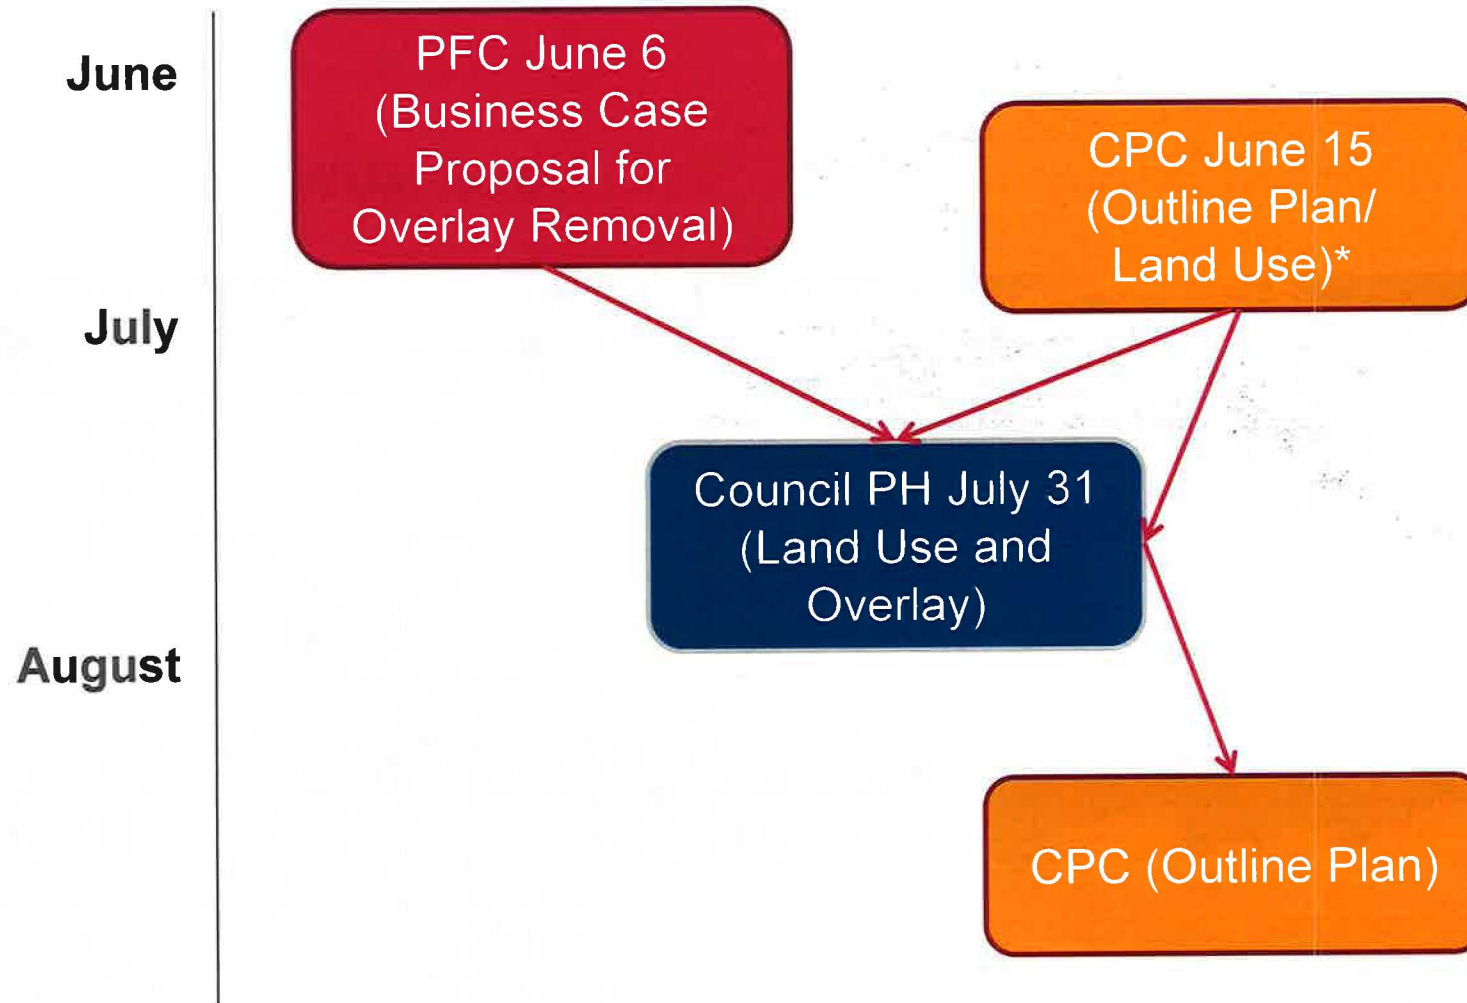 June
PFC June 6
(Business Case
Proposal for
Overlay Removal)
CPC June 15
(Outline Plan/
Land Use)*
July
Council PH July 31
(Land Use and
Overlay)
August
CPC (Outline Plan)